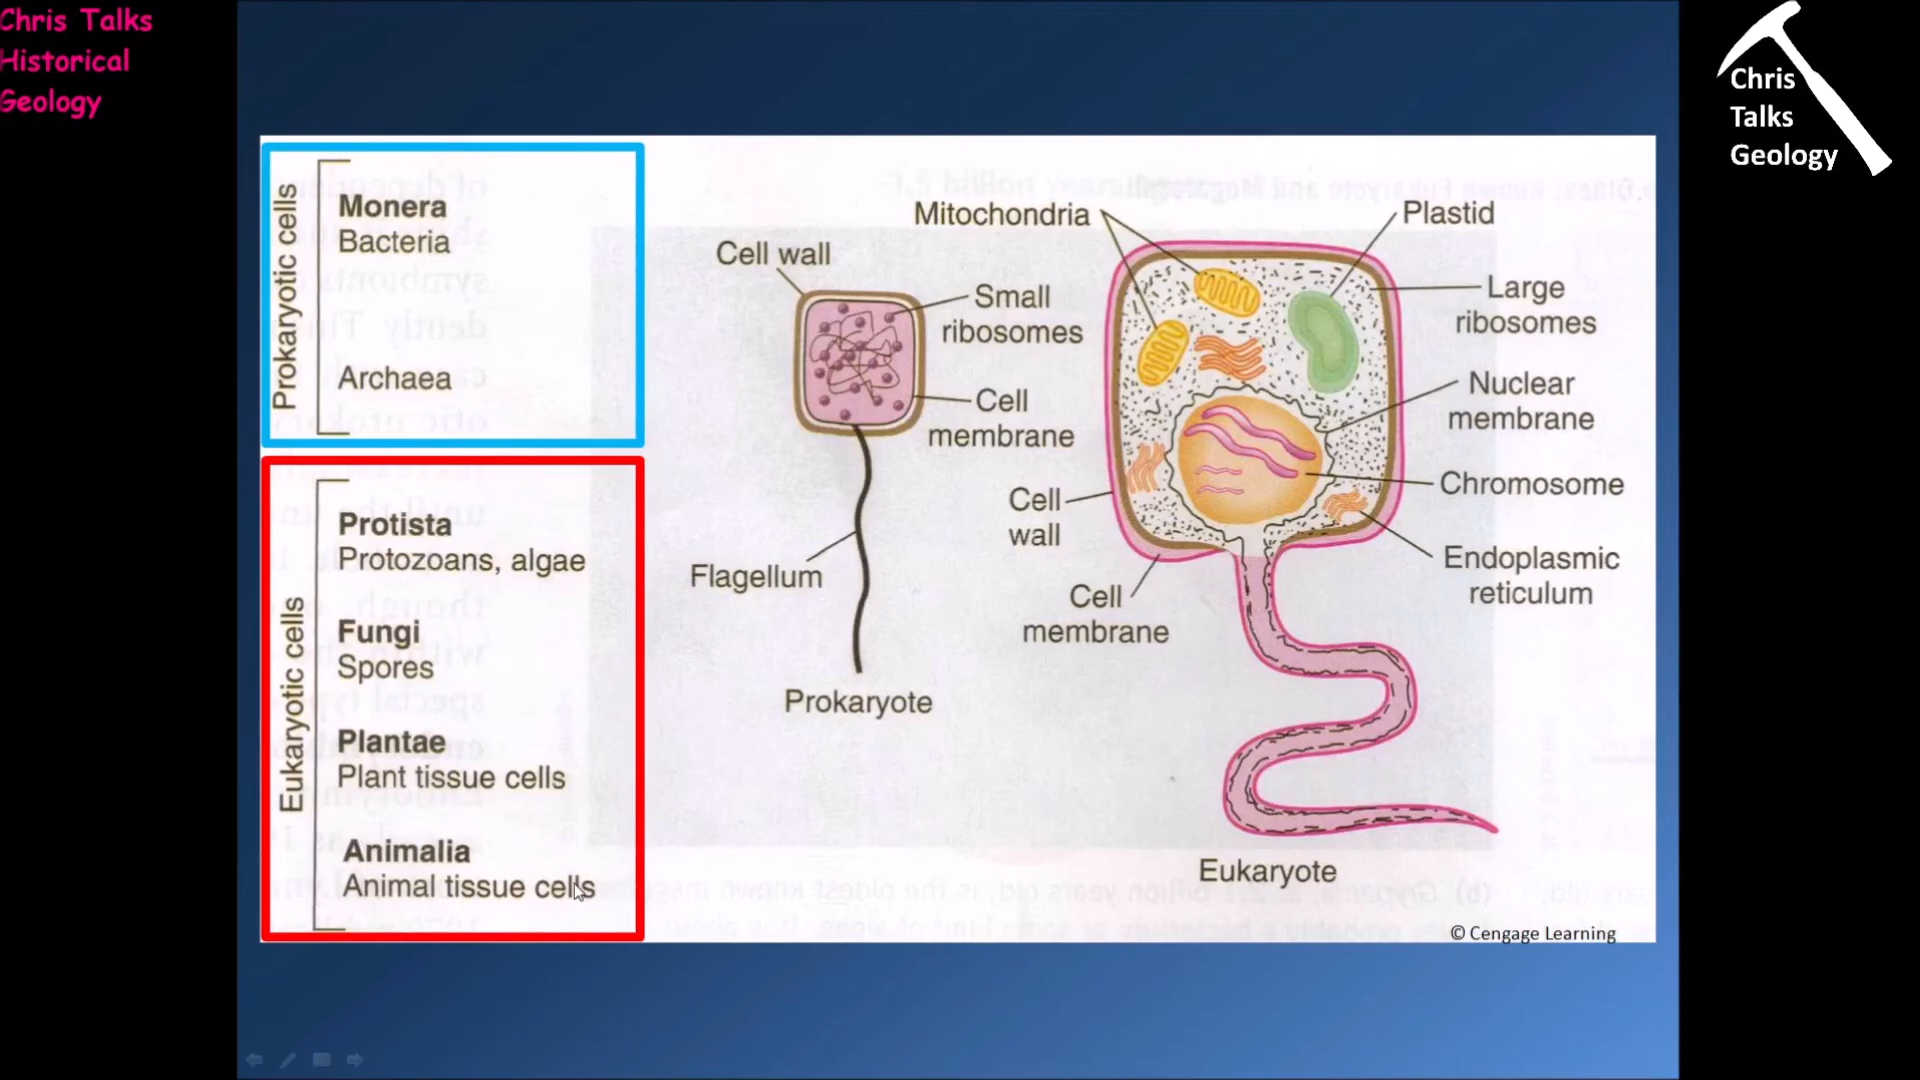 Chris Talks
Historical
Geology
Chris
Talks
Geology
Prokaryotic cells
Monera
Bacteria
Archaea
Eukaryotic cells
Protista
Protozoans, algae
Fungi
Spores
Plantae
Plant tissue cells
Animalia
Animal tissue cells
Cell wall
Small
ribosomes
Cell
membrane
Flagellum
Prokaryote
Mitochondria
Plastid
Large
ribosomes
Nuclear
membrane
Chromosome
Cell
wall
Endoplasmic
reticulum
Cell
membrane
Eukaryote
© Cengage Learning